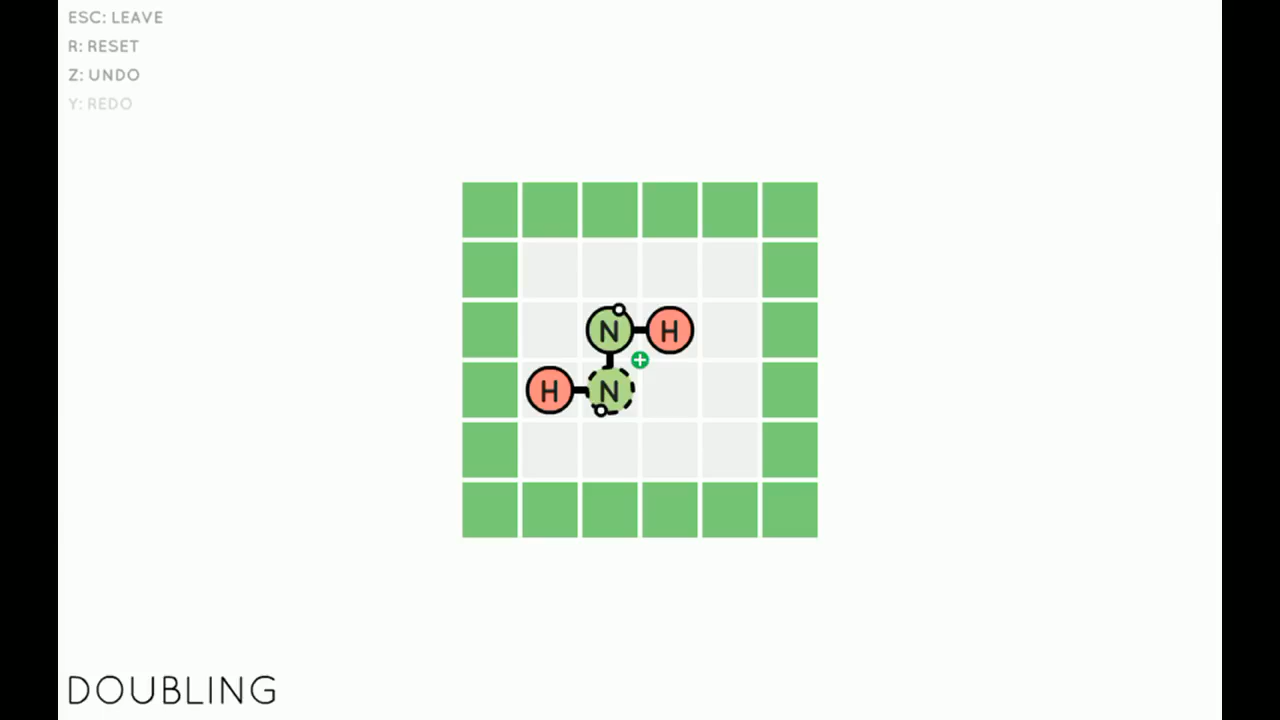 ESC: LEAVE
R: RESET
Z: UNDO
Y: REDO
N H
H N
DOUBLING